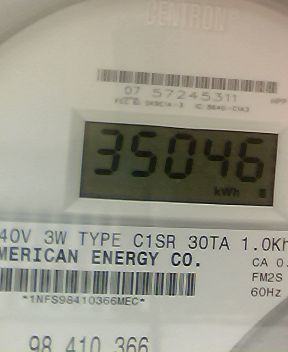 CENTRON®
07 57245311
35046
kWh
40V 3W TYPE C1SR 30TA 1.0Kh
MERICAN ENERGY CO.
CA 0.
FM2S
60Hz
*1NFS98410366MEC*
98 410 366